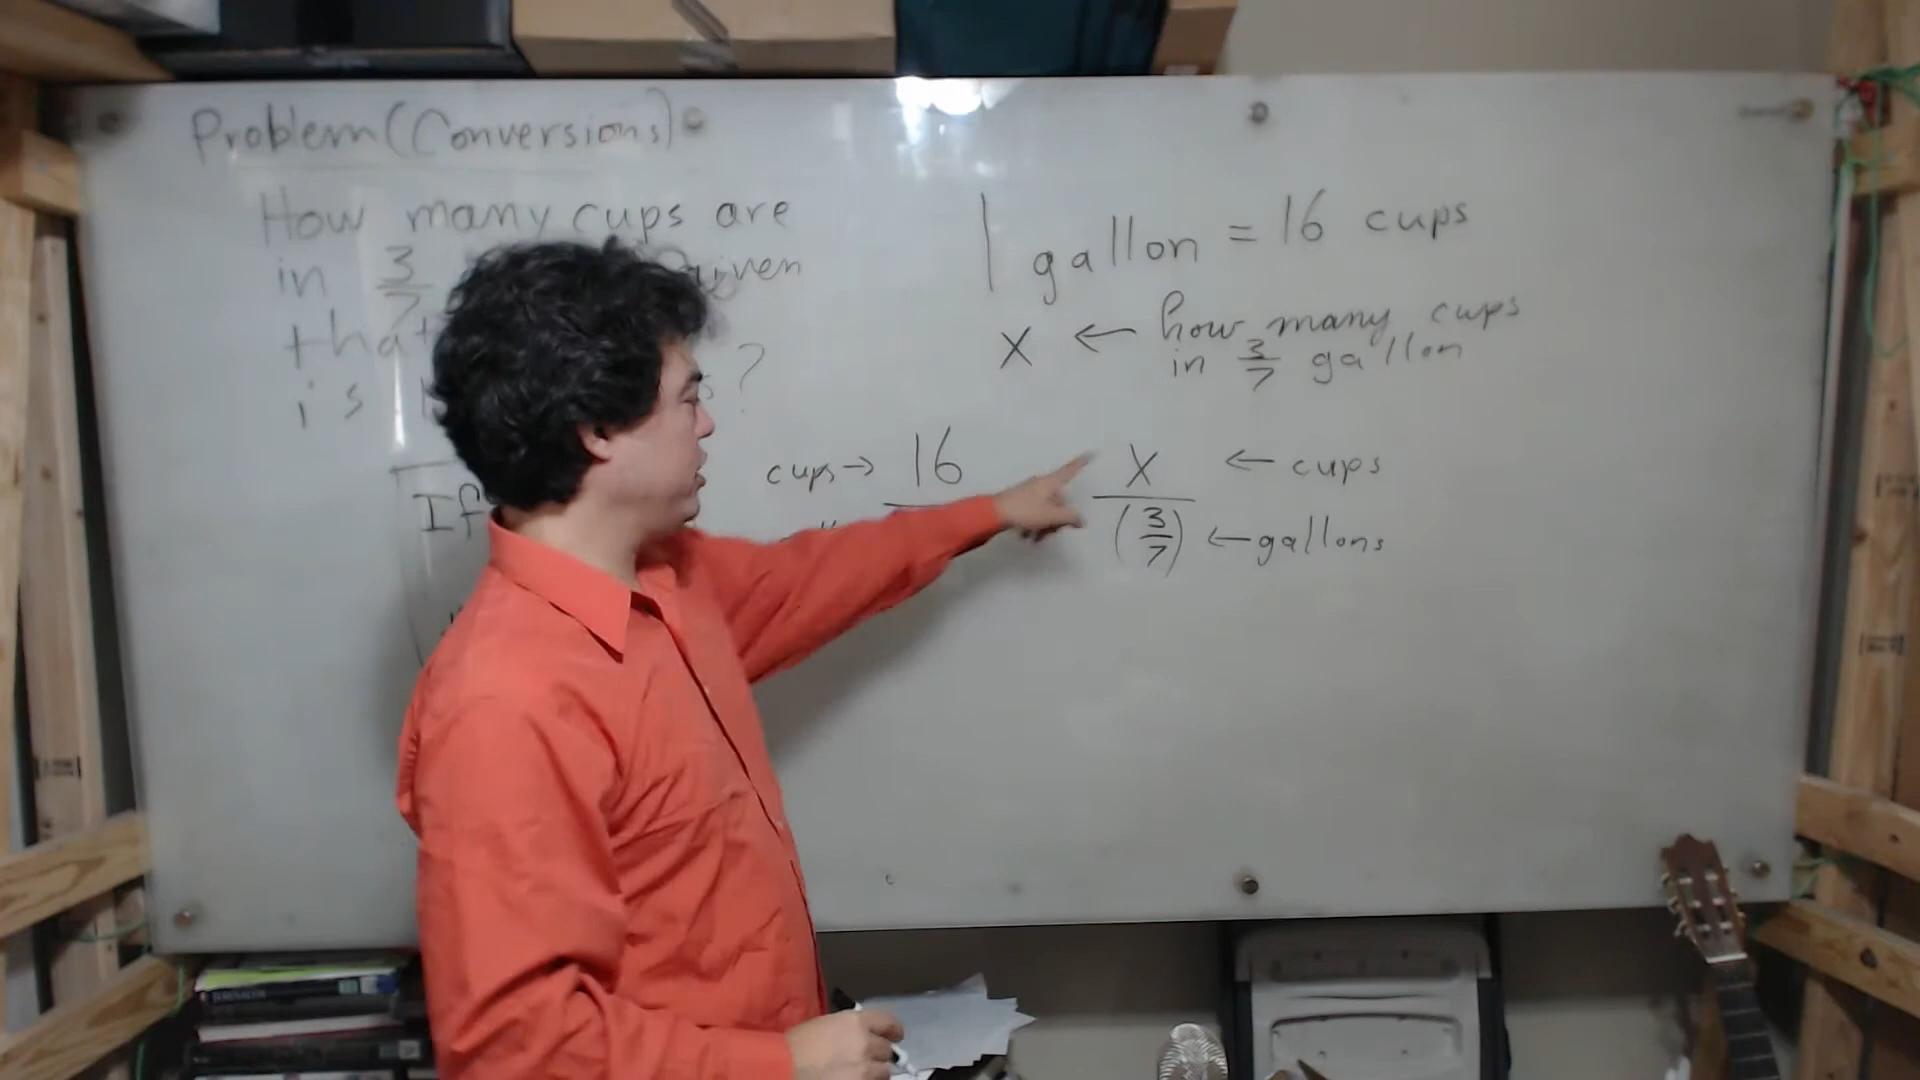 Problem (Conversions)
How many cups are
in 3/7 given
that
is ?
If
1 gallon = 16 cups
x ← how many cups
in 3/7 gallon
cups → 16
x ← cups
(3/7) ← gallons